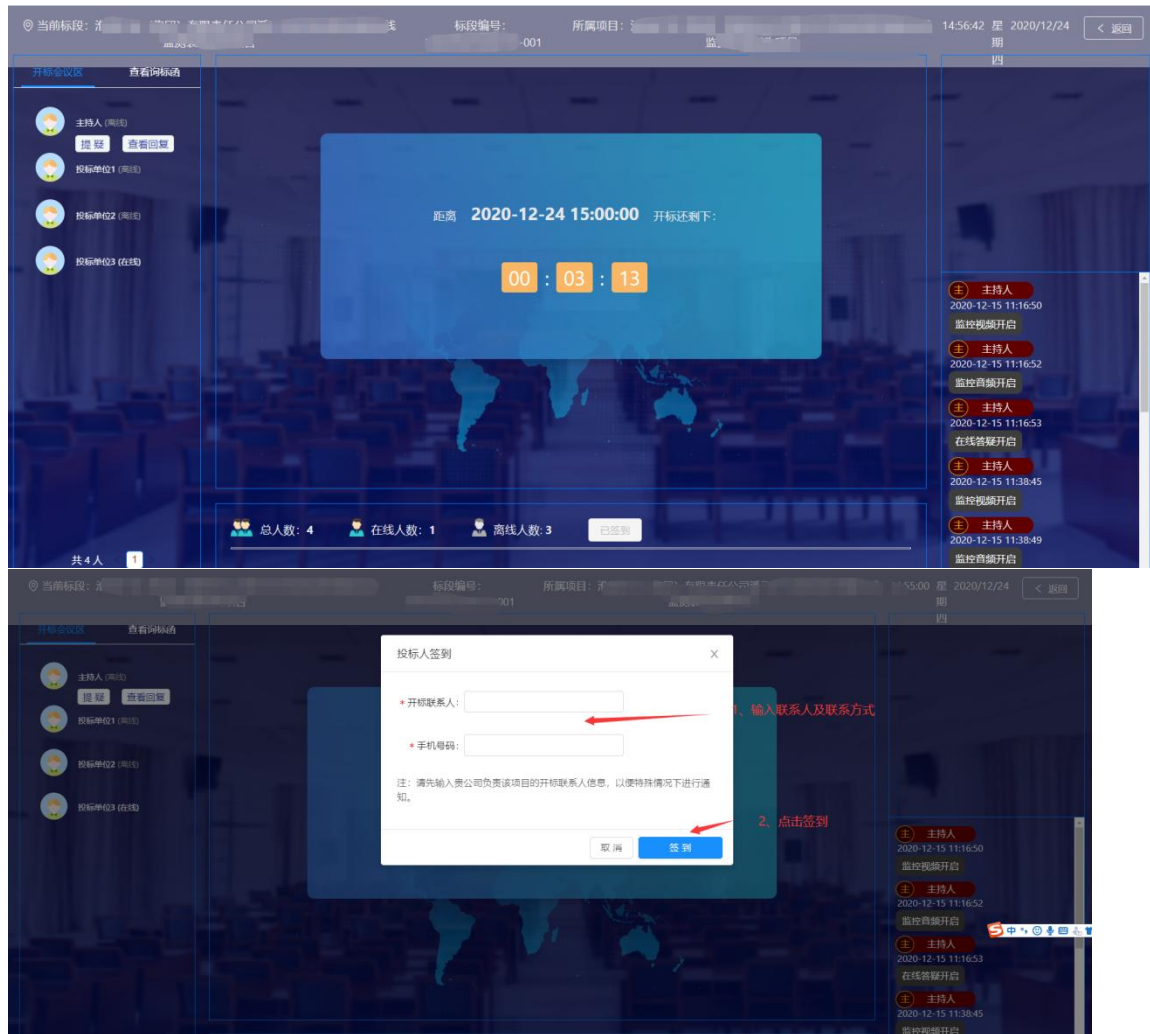 当前标段：
标段编号：
-001
所属项目：
14:56:42 星期四 2020/12/24
< 返回
开标会议区 查看询标函
主持人 (离线)
提疑 查看回复
投标单位1 (离线)
投标单位2 (离线)
投标单位3 (在线)
距离 2020-12-24 15:00:00 开标还剩下：
00 : 03 : 13
总人数: 4 在线人数: 1 离线人数: 3 已签到
共4人 1
主 主持人
2020-12-15 11:16:50
监控视频开启
主 主持人
2020-12-15 11:16:52
监控音频开启
主 主持人
2020-12-15 11:16:53
在线答疑开启
主 主持人
2020-12-15 11:38:45
监控视频开启
主 主持人
2020-12-15 11:38:49
监控音频开启
当前标段：
标段编号：
001
所属项目：
55:00 星期四 2020/12/24
< 返回
开标会议区 查看询标函
主持人 (离线)
提疑 查看回复
投标单位1 (离线)
投标单位2 (离线)
投标单位3 (在线)
投标人签到 X
* 开标联系人：
1、输入联系人及联系方式
* 手机号码：
注：请先输入贵公司负责该项目的开标联系人信息，以便特殊情况下进行通
知。
2、点击签到
取消 签到
主 主持人
2020-12-15 11:16:50
监控视频开启
主 主持人
2020-12-15 11:16:52
监控音频开启
中
主 主持人
2020-12-15 11:16:53
在线答疑开启
主 主持人
2020-12-15 11:38:45
监控视频开启